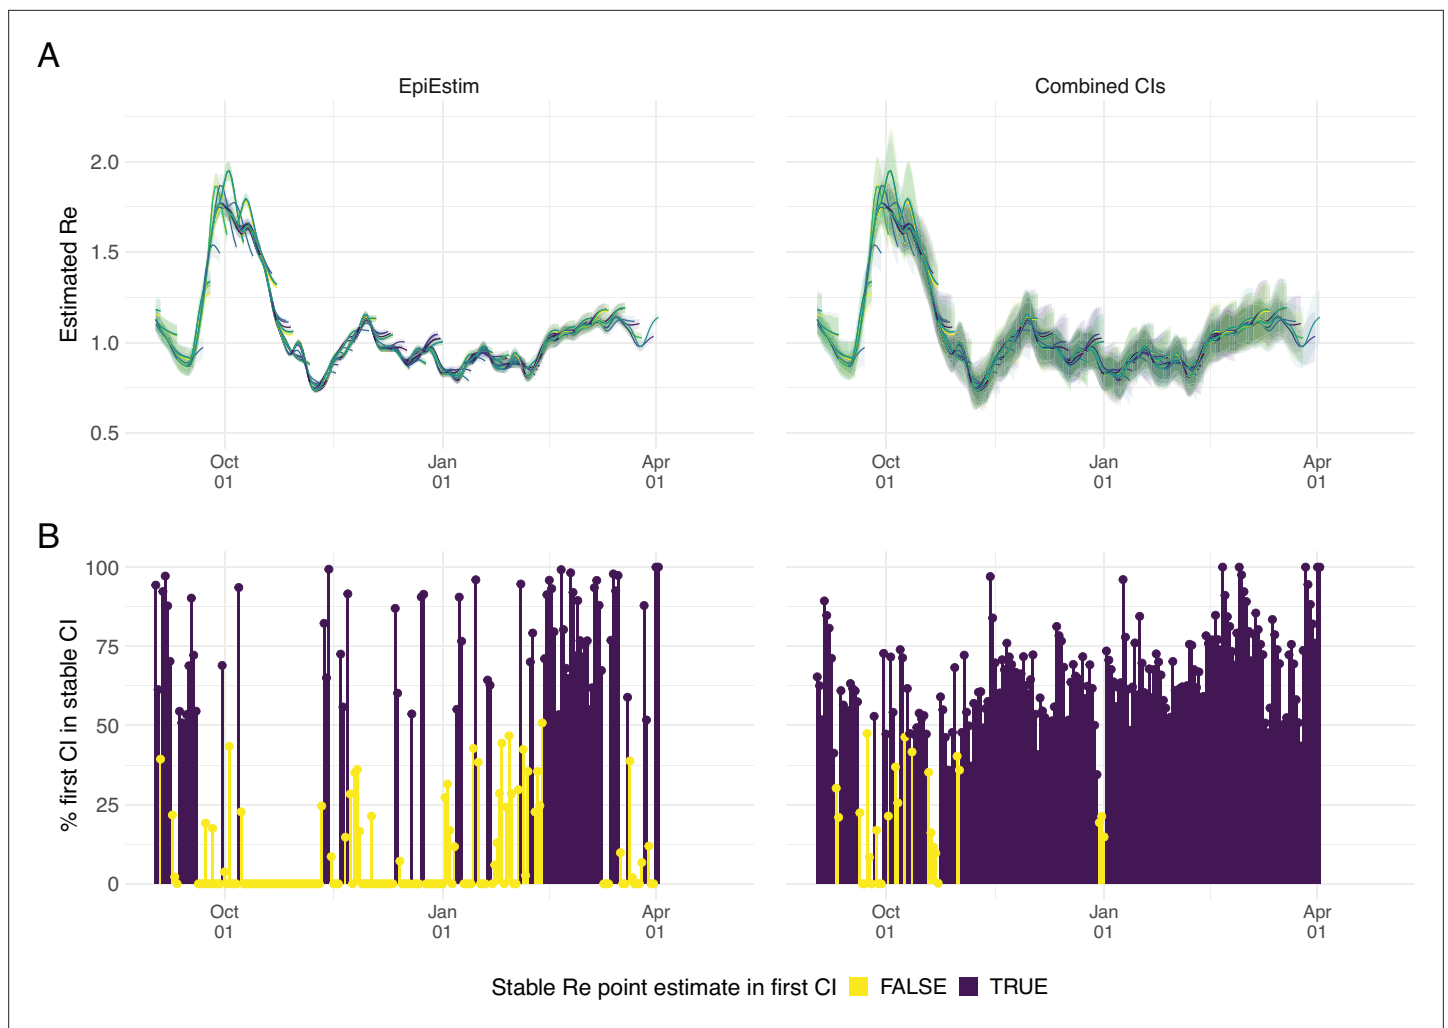 A
EpiEstim
Combined CIs
Estimated Re
2.0
1.5
1.0
0.5
Oct
01
Jan
01
Apr
01
Oct
01
Jan
01
Apr
01
B
% first CI in stable CI
100
75
50
25
0
Oct
01
Jan
01
Apr
01
Oct
01
Jan
01
Apr
01
Stable Re point estimate in first CI FALSE TRUE